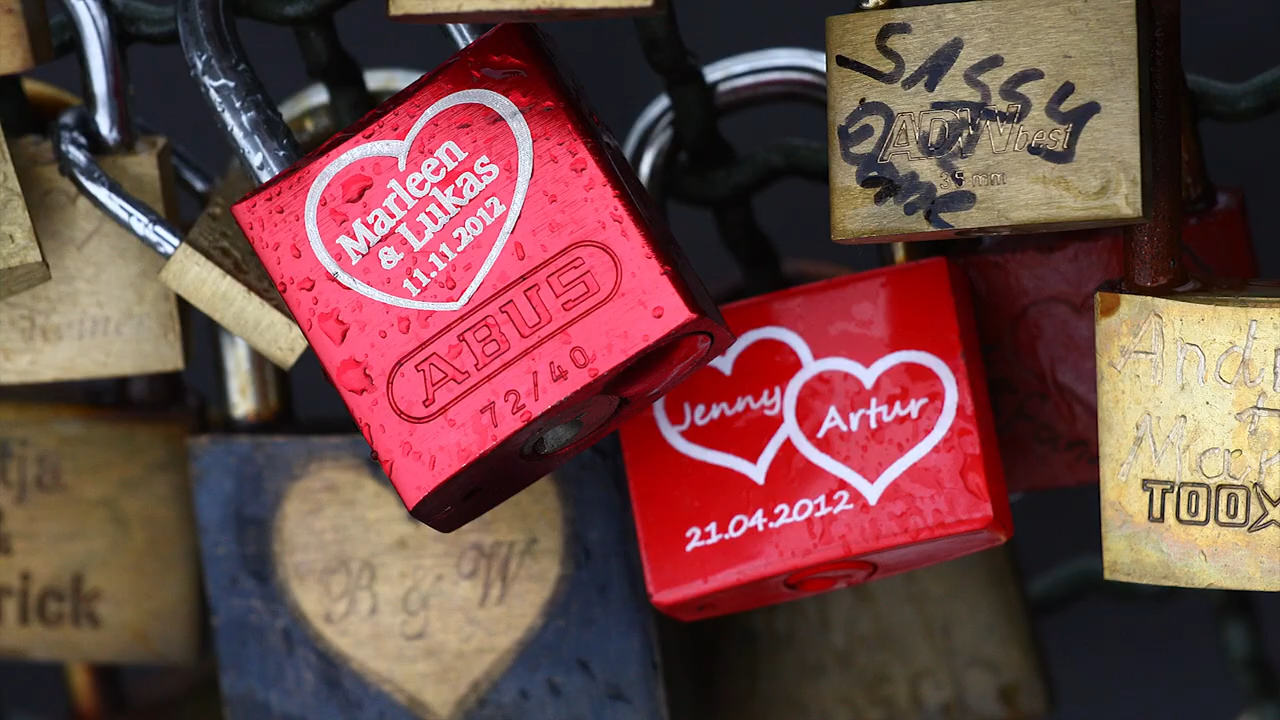 Marleen
& Lukas
11.11.2012
ABUS
72/40
SASSY
ADW best
35 mm
Jenny
Artur
21.04.2012
TOOX
B & W
tja
&
rick